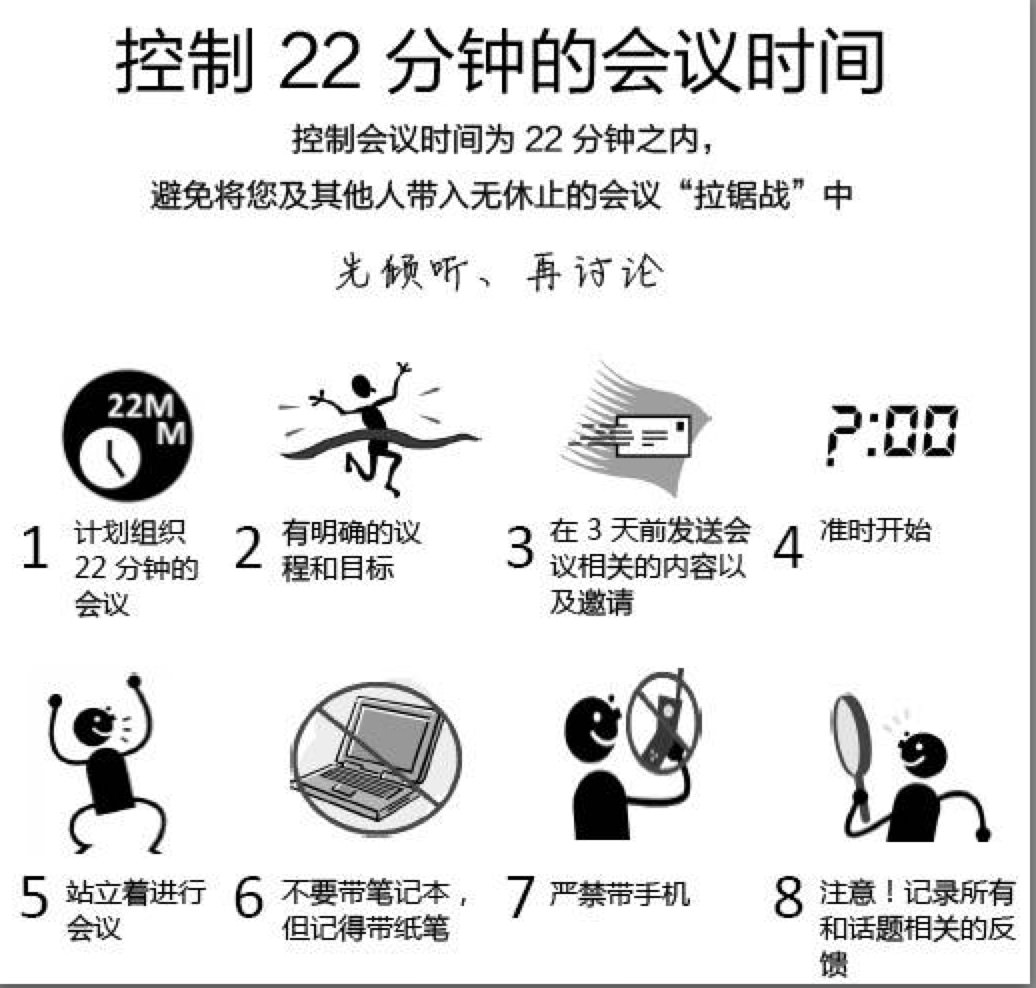 控制 22 分钟的会议时间
控制会议时间为 22 分钟之内，
避免将您及其他人带入无休止的会议“拉锯战”中
先倾听、再讨论
22M
M
?:00
1 计划组织
22 分钟的
会议
2 有明确的议
程和目标
3 在 3 天前发送会
议相关的内容以
及邀请
4 准时开始
5 站立着进行
会议
6 不要带笔记本，
但记得带纸笔
7 严禁带手机
8 注意！记录所有
和话题相关的反
馈